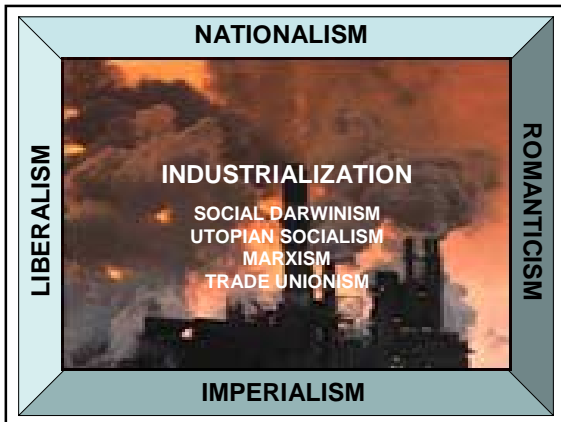 NATIONALISM
LIBERALISM
INDUSTRIALIZATION
SOCIAL DARWINISM
UTOPIAN SOCIALISM
MARXISM
TRADE UNIONISM
ROMANTICISM
IMPERIALISM